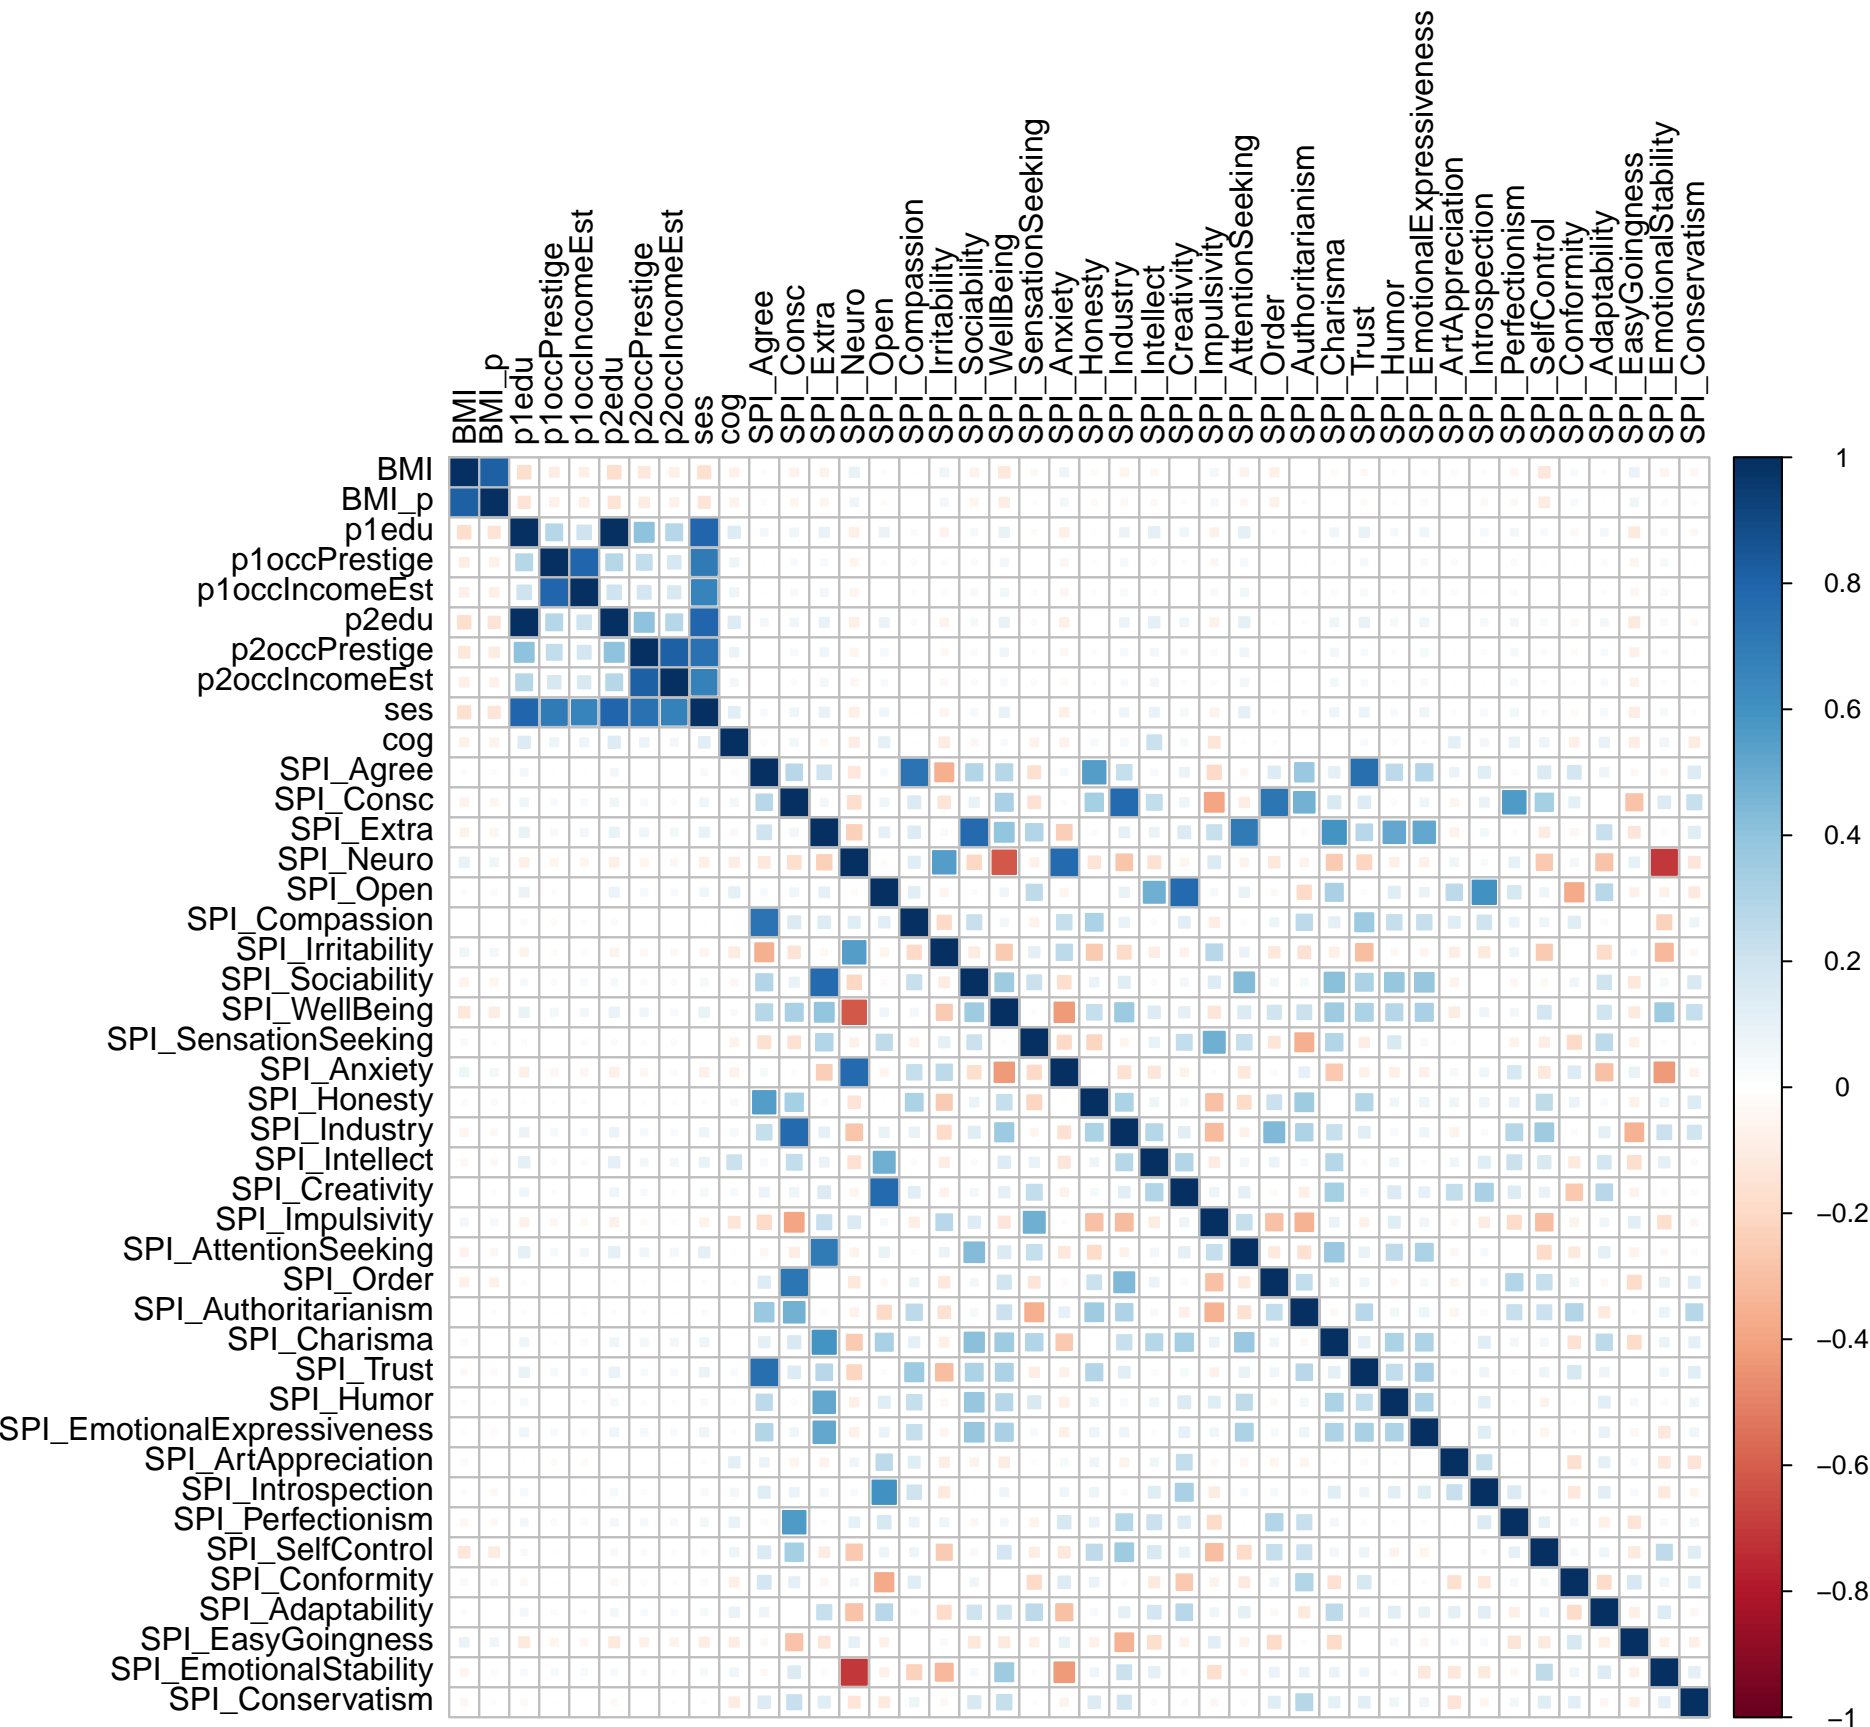 BMI
BMI_p
p1edu
p1occPrestige
p1occIncomeEst
p2edu
p2occPrestige
p2occIncomeEst
ses
cog
SPI_Agree
SPI_Consc
SPI_Extra
SPI_Neuro
SPI_Open
SPI_Compassion
SPI_Irritability
SPI_Sociability
SPI_WellBeing
SPI_SensationSeeking
SPI_Anxiety
SPI_Honesty
SPI_Industry
SPI_Intellect
SPI_Creativity
SPI_Impulsivity
SPI_AttentionSeeking
SPI_Order
SPI_Authoritarianism
SPI_Charisma
SPI_Trust
SPI_Humor
SPI_EmotionalExpressiveness
SPI_ArtAppreciation
SPI_Introspection
SPI_Perfectionism
SPI_SelfControl
SPI_Conformity
SPI_Adaptability
SPI_EasyGoingness
SPI_EmotionalStability
SPI_Conservatism
BMI
BMI_p
p1edu
p1occPrestige
p1occIncomeEst
p2edu
p2occPrestige
p2occIncomeEst
ses
cog
SPI_Agree
SPI_Consc
SPI_Extra
SPI_Neuro
SPI_Open
SPI_Compassion
SPI_Irritability
SPI_Sociability
SPI_WellBeing
SPI_SensationSeeking
SPI_Anxiety
SPI_Honesty
SPI_Industry
SPI_Intellect
SPI_Creativity
SPI_Impulsivity
SPI_AttentionSeeking
SPI_Order
SPI_Authoritarianism
SPI_Charisma
SPI_Trust
SPI_Humor
SPI_EmotionalExpressiveness
SPI_ArtAppreciation
SPI_Introspection
SPI_Perfectionism
SPI_SelfControl
SPI_Conformity
SPI_Adaptability
SPI_EasyGoingness
SPI_EmotionalStability
SPI_Conservatism
1
0.8
0.6
0.4
0.2
0
−0.2
−0.4
−0.6
−0.8
−1